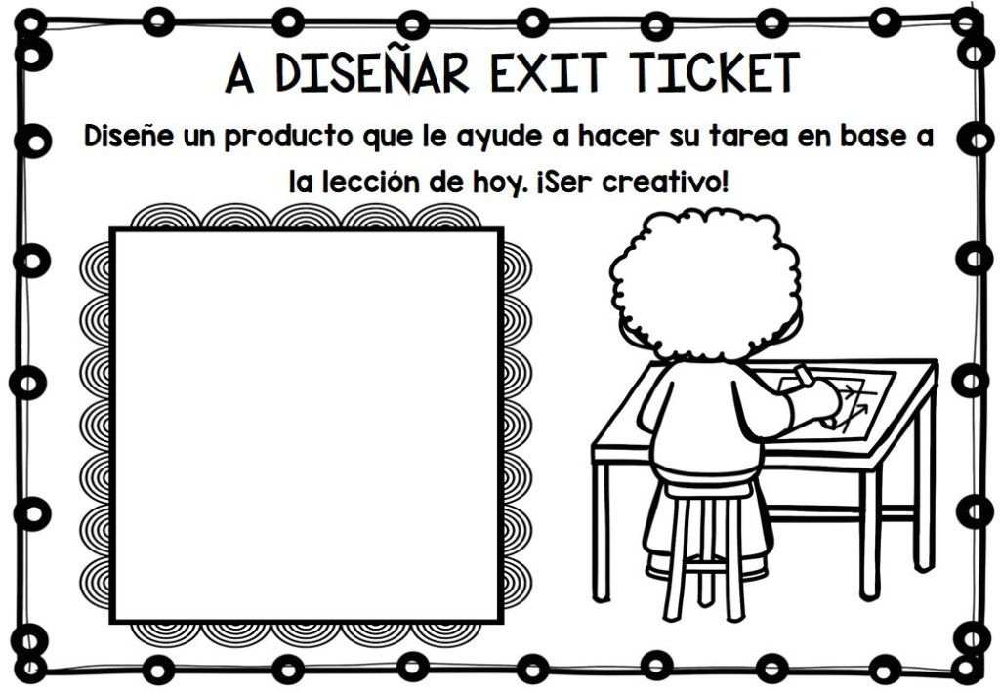 A DISEÑAR EXIT TICKET
Diseñe un producto que le ayude a hacer su tarea en base a
la lección de hoy. ¡Ser creativo!